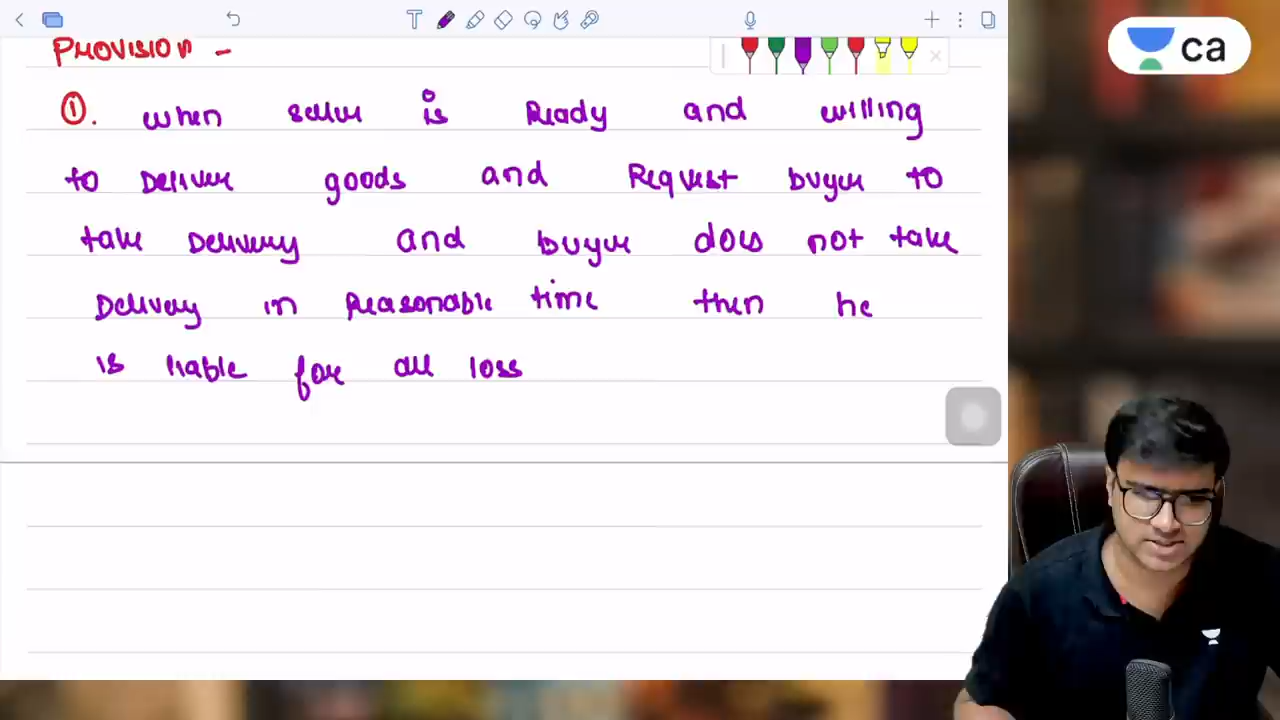 PROVISION -
ca
①. when seller is Ready and willing
to Deliver goods and Request buyer to
take Delivery and buyer does not take
Delivery in Reasonable time then he
is liable for all loss